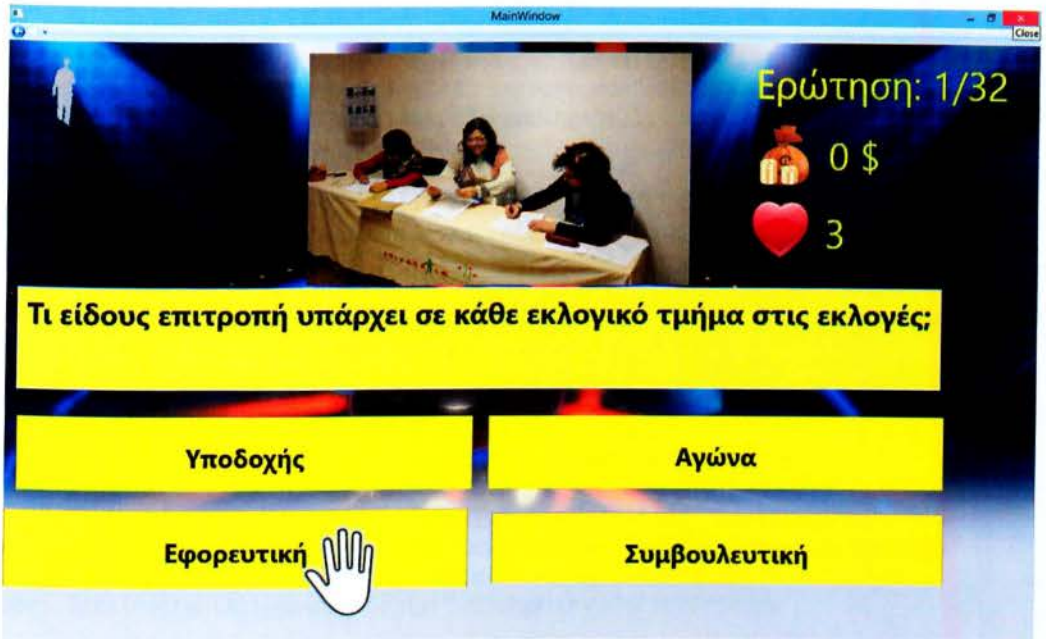 MainWindow
Close
Ερώτηση: 1/32
0 $
3
Τι είδους επιτροπή υπάρχει σε κάθε εκλογικό τμήμα στις εκλογές;
Υποδοχής
Αγώνα
Εφορευτική
Συμβουλευτική